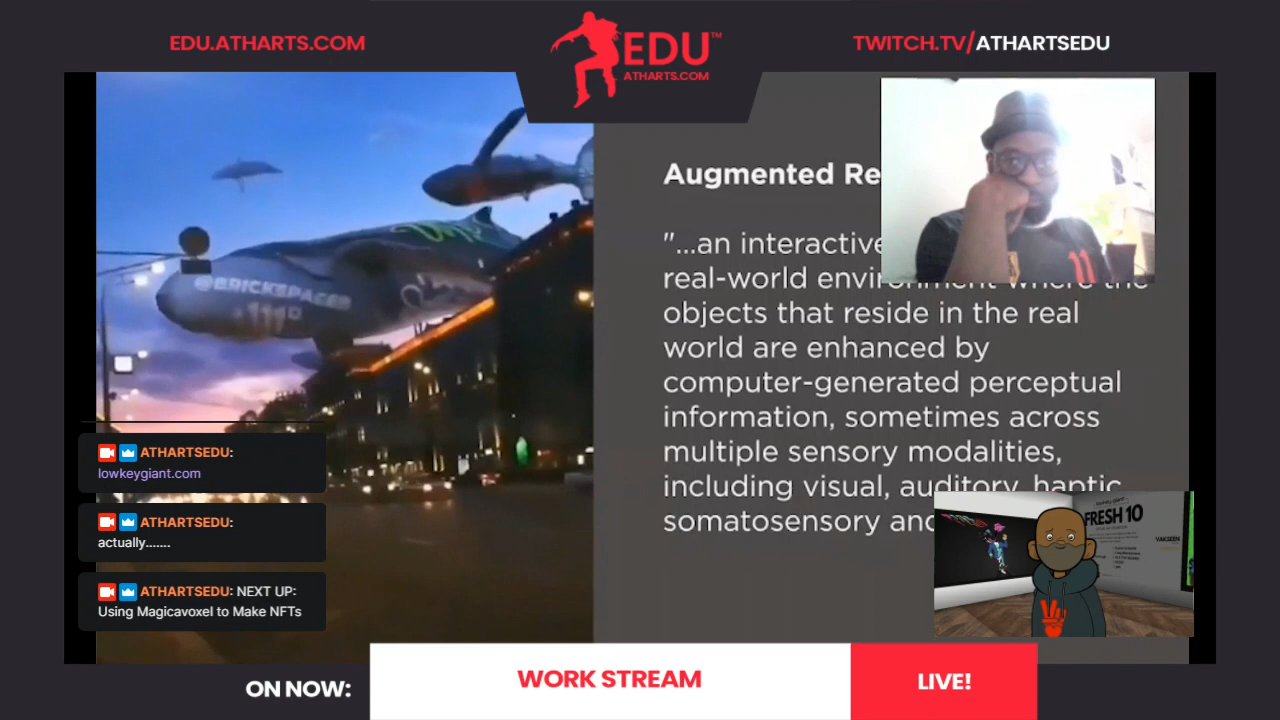 EDU.ATHARTS.COM
EDU™
ATHARTS.COM
TWITCH.TV/ATHARTSEDU
@BRICKSPACER
Augmented Re
"...an interactive
real-world environment where the
objects that reside in the real
world are enhanced by
computer-generated perceptual
information, sometimes across
multiple sensory modalities,
including visual, auditory, haptic
somatosensory and
11
ATHARTSEDU:
lowkeygiant.com
ATHARTSEDU:
actually.......
ATHARTSEDU: NEXT UP:
Using Magicavoxel to Make NFTs
FRESH 10
ON NOW:
WORK STREAM
LIVE!